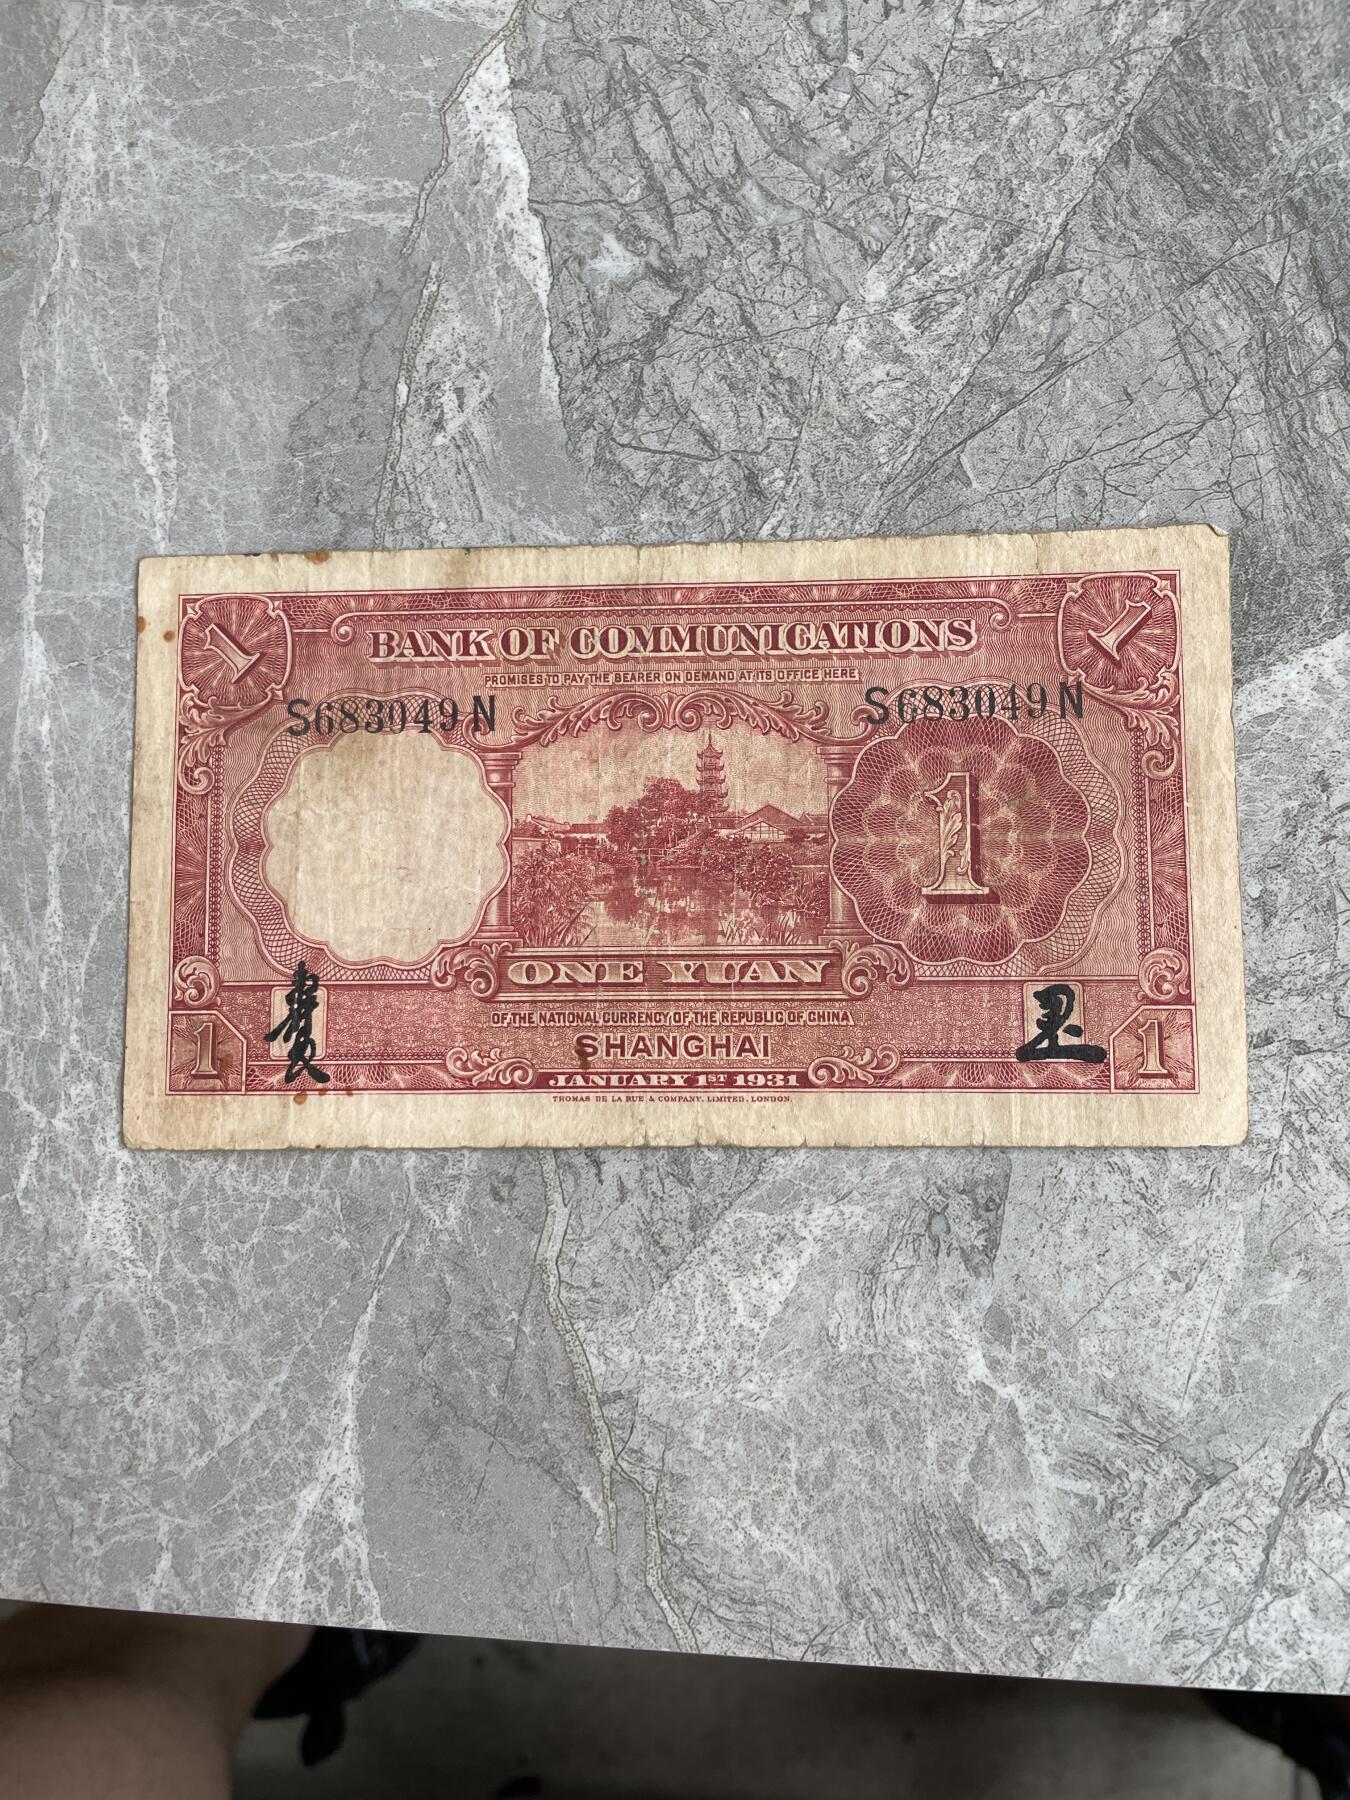 1 1
BANK OF COMMUNICATIONS
PROMISES TO PAY THE BEARER ON DEMAND AT ITS OFFICE HERE
S683049N S683049N
1
ONE YUAN
OF THE NATIONAL CURRENCY OF THE REPUBLIC OF CHINA
SHANGHAI
1 1
JANUARY 1ST 1931
THOMAS DE LA RUE & COMPANY, LIMITED, LONDON.